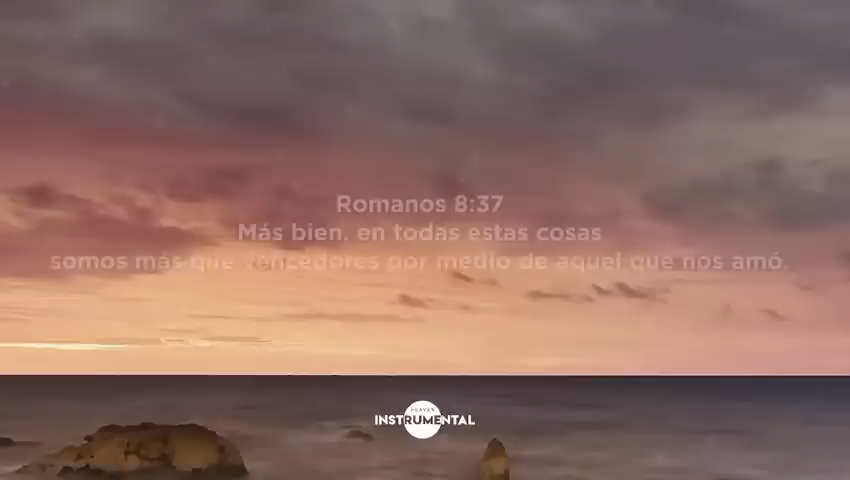 Romanos 8:37
Más bien, en todas estas cosas
somos más que vencedores por medio de aquel que nos amó
HEAVEN
INSTRUMENTAL